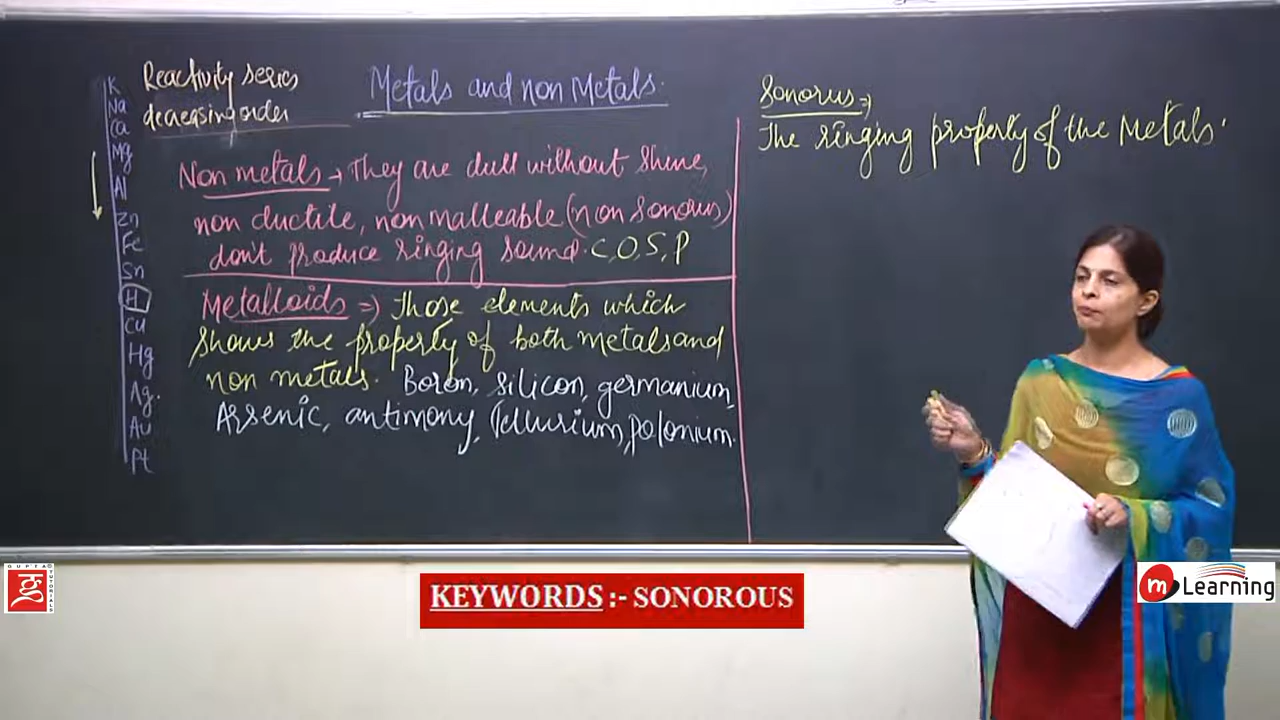 K
Na
Ca
Mg
Al
Zn
Fe
Sn
H
Cu
Hg
Ag
Au
Pt
Reactivity series
decreasing order
Metals and non Metals.
Non metals → They are dull without shine,
non ductile, non malleable (non sonorus)
don't produce ringing sound. C, O, S, P
Metalloids ⇒ Those elements which
shows the property of both metals and
non metals. Boron, silicon, germanium,
Arsenic, antimony, Tellurium, polonium.
Sonorus ⇒
The ringing property of the Metals.
GUPTA
TUTORIALS
KEYWORDS :- SONOROUS
m Learning